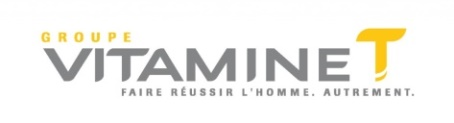 GROUPE
VITAMINE T
FAIRE RÉUSSIR L'HOMME. AUTREMENT.